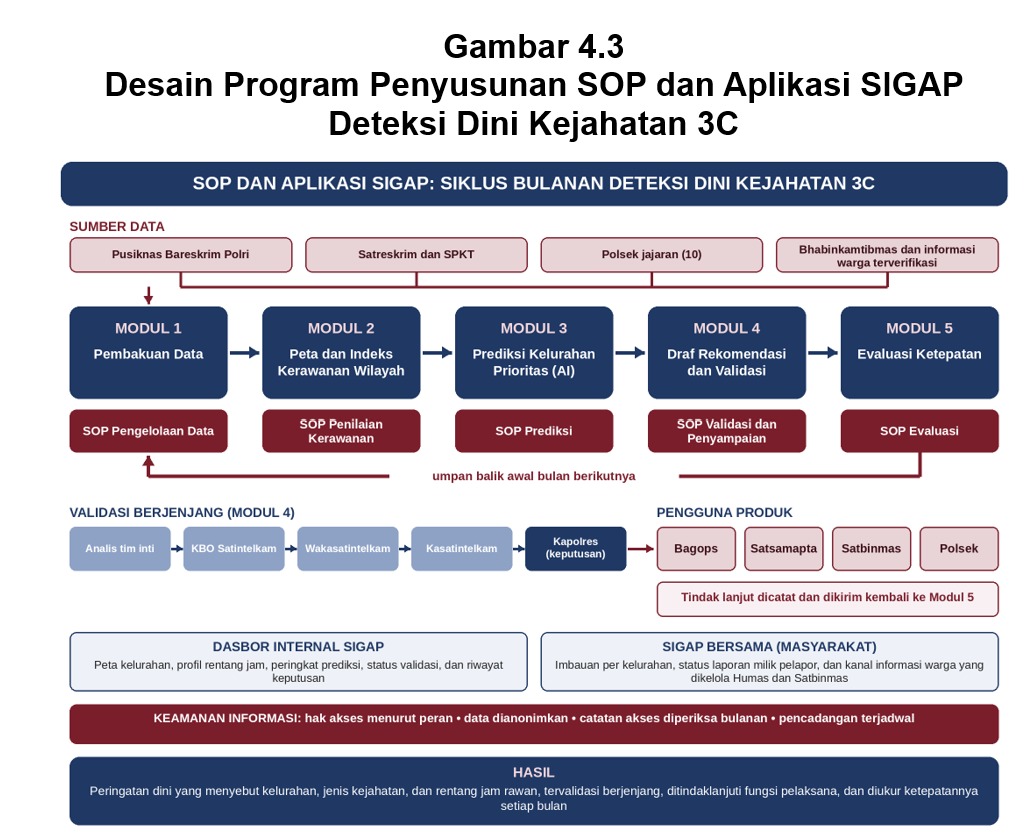 Gambar 4.3
Desain Program Penyusunan SOP dan Aplikasi SIGAP
Deteksi Dini Kejahatan 3C
SOP DAN APLIKASI SIGAP: SIKLUS BULANAN DETEKSI DINI KEJAHATAN 3C
SUMBER DATA
Pusiknas Bareskrim Polri
Satreskrim dan SPKT
Polsek jajaran (10)
Bhabinkamtibmas dan informasi
warga terverifikasi
MODUL 1
Pembakuan Data
MODUL 2
Peta dan Indeks
Kerawanan Wilayah
MODUL 3
Prediksi Kelurahan
Prioritas (AI)
MODUL 4
Draf Rekomendasi
dan Validasi
MODUL 5
Evaluasi Ketepatan
SOP Pengelolaan Data
SOP Penilaian
Kerawanan
SOP Prediksi
SOP Validasi dan
Penyampaian
SOP Evaluasi
umpan balik awal bulan berikutnya
VALIDASI BERJENJANG (MODUL 4)
Analis tim inti
KBO Satintelkam
Wakasatintelkam
Kasatintelkam
Kapolres
(keputusan)
PENGGUNA PRODUK
Bagops
Satsamapta
Satbinmas
Polsek
Tindak lanjut dicatat dan dikirim kembali ke Modul 5
DASBOR INTERNAL SIGAP
Peta kelurahan, profil rentang jam, peringkat prediksi, status validasi, dan riwayat
keputusan
SIGAP BERSAMA (MASYARAKAT)
Imbauan per kelurahan, status laporan milik pelapor, dan kanal informasi warga yang
dikelola Humas dan Satbinmas
KEAMANAN INFORMASI: hak akses menurut peran • data dianonimkan • catatan akses diperiksa bulanan • pencadangan terjadwal
HASIL
Peringatan dini yang menyebut kelurahan, jenis kejahatan, dan rentang jam rawan, tervalidasi berjenjang, ditindaklanjuti fungsi pelaksana, dan diukur ketepatannya
setiap bulan